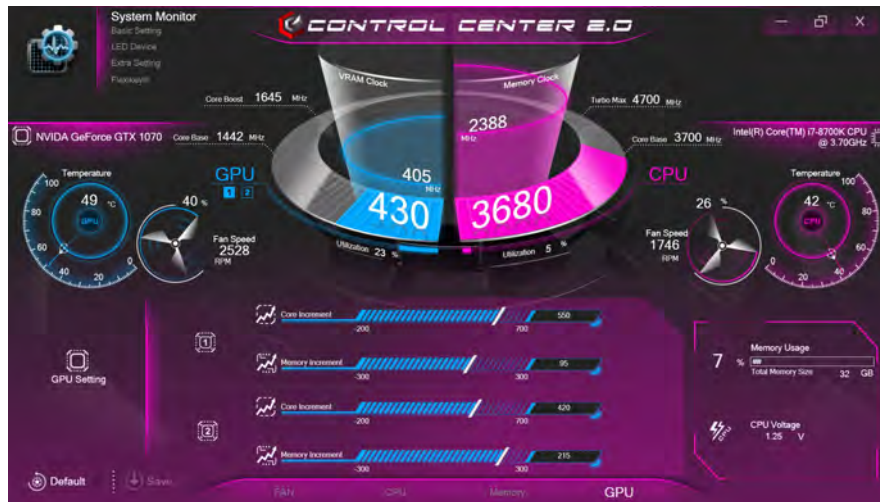 System Monitor
Basic Setting
LED Device
Extra Setting
Flexikey®
CONTROL CENTER 2.0
VRAM Clock
Memory Clock
Core Boost 1645 MHz
Turbo Max 4700 MHz
2388
MHz
NVIDA GeForce GTX 1070
Core Base 1442 MHz
Core Base 3700 MHz
Intel(R) Core(TM) i7-8700K CPU
@ 3.70GHz
Temperature
100
80
60
40
20
0
49 °C
GPU
40 %
Fan Speed
2528
RPM
GPU
1 2
405
MHz
430
3680
Utilization 23 %
Utilization 5 %
CPU
26 %
Fan Speed
1746
RPM
Temperature
100
80
60
40
20
0
42 °C
CPU
GPU Setting
1
Core Increment
-200
700
550
Memory Increment
-300
300
95
2
Core Increment
-200
700
420
Memory Increment
-300
300
215
7 %
Memory Usage
Total Memory Size 32 GB
CPU
CPU Voltage
1.25 V
Default
Save
FAN
CPU
Memory
GPU